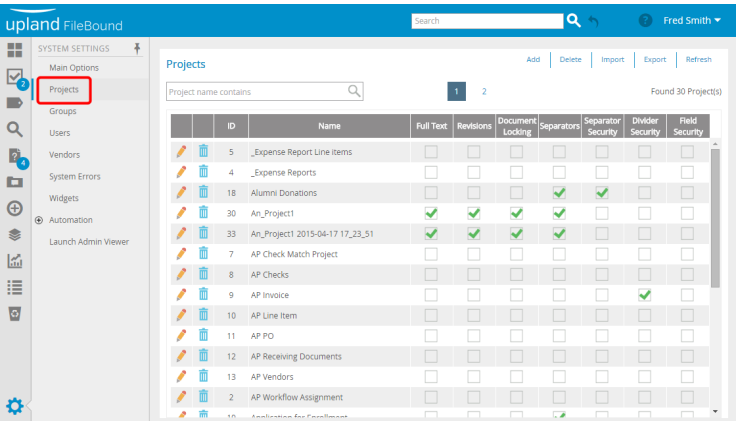 upland FileBound
Search
Fred Smith
SYSTEM SETTINGS
Main Options
Projects
Groups
Users
Vendors
System Errors
Widgets
Automation
Launch Admin Viewer
2
4
Projects
Add Delete Import Export Refresh
Project name contains
1 2
Found 30 Project(s)
ID Name Full Text Revisions Document Locking Separators Separator Security Divider Security Field Security
5 _Expense Report Line items
4 _Expense Reports
18 Alumni Donations
30 An_Project1
33 An_Project1 2015-04-17 17_23_51
7 AP Check Match Project
8 AP Checks
9 AP Invoice
10 AP Line Item
11 AP PO
12 AP Receiving Documents
13 AP Vendors
2 AP Workflow Assignment
19 Application for Enrollment